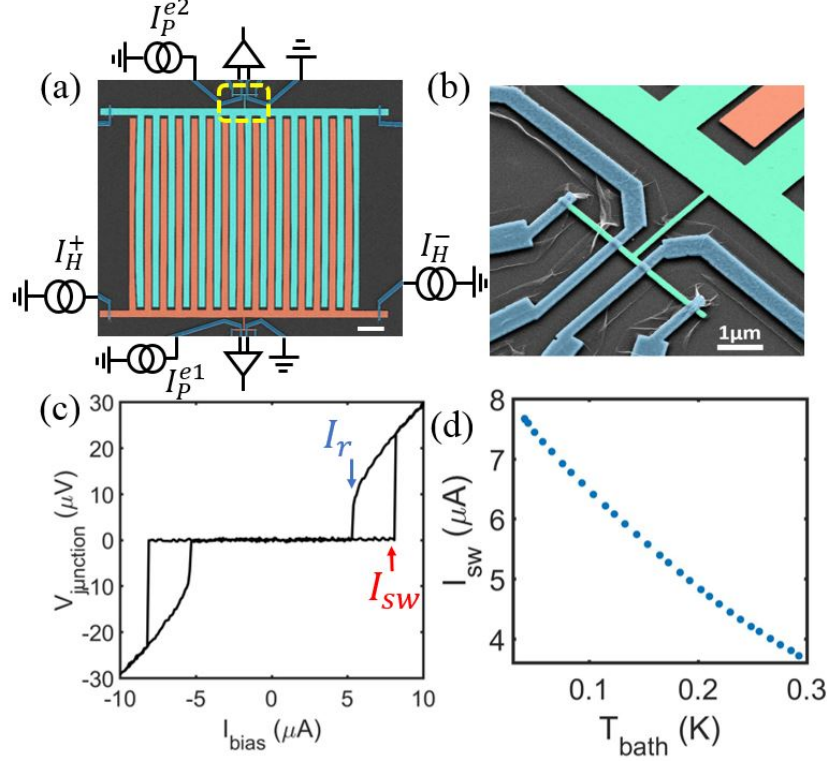 I_P^{e2}
(a)
(b)
I_H^+
I_H^-
1μm
I_P^{e1}
(c)
(d)
30
20
10
0
-10
-20
-30
V_junction (μV)
I_r
I_sw
-10
-5
0
5
10
I_bias (μA)
8
7
6
5
4
I_sw (μA)
0.1
0.2
0.3
T_bath (K)